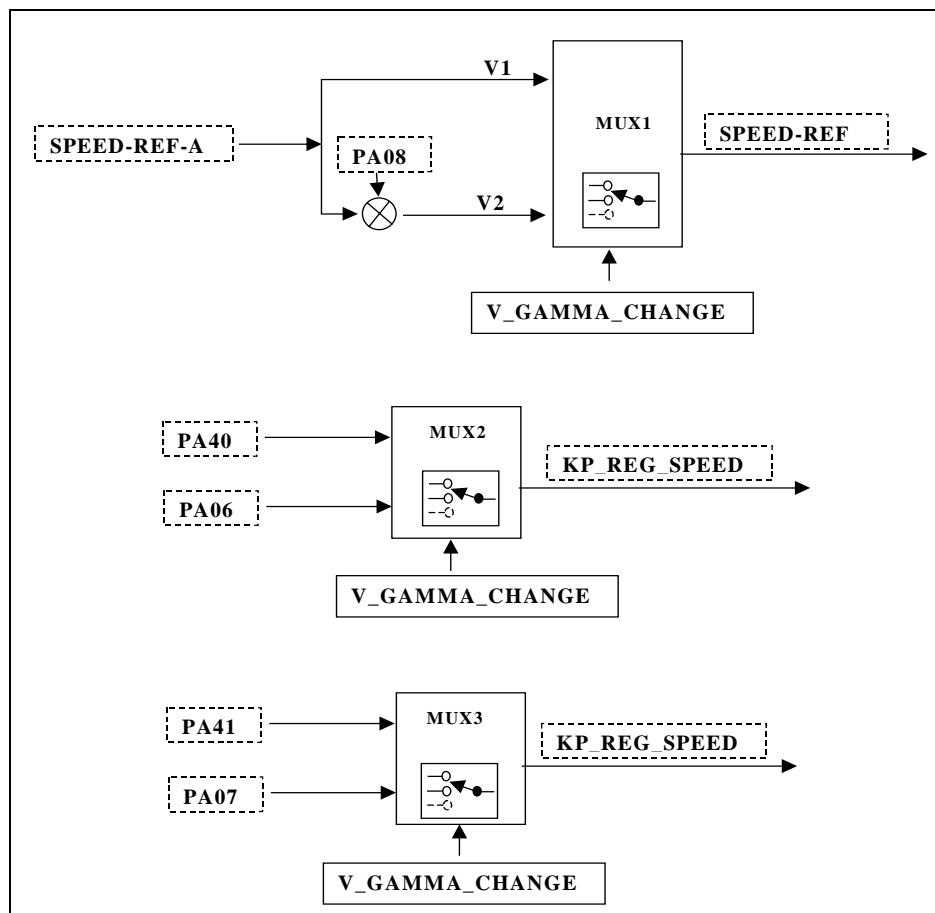 V1
MUX1
SPEED-REF-A
SPEED-REF
PA08
V2
V_GAMMA_CHANGE
PA40
MUX2
KP_REG_SPEED
PA06
V_GAMMA_CHANGE
PA41
MUX3
KP_REG_SPEED
PA07
V_GAMMA_CHANGE